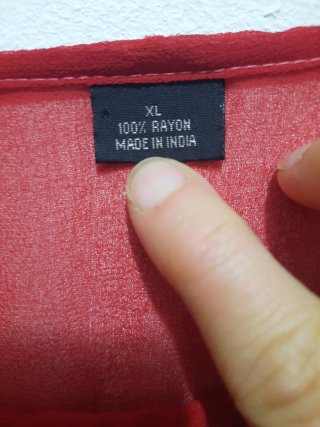 XL
100% RAYON
MADE IN INDIA